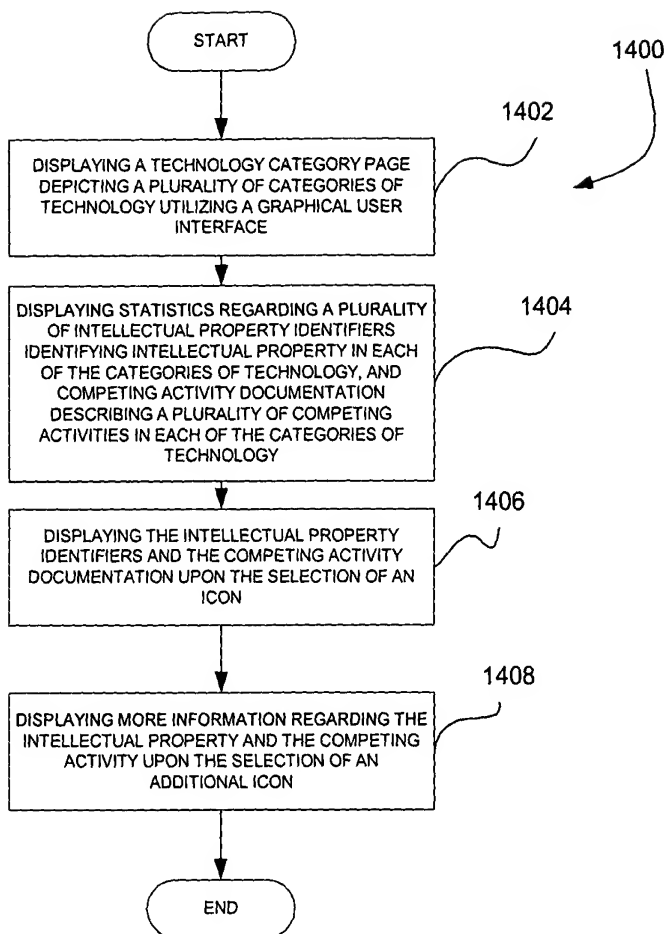 START
1400
1402
DISPLAYING A TECHNOLOGY CATEGORY PAGE
DEPICTING A PLURALITY OF CATEGORIES OF
TECHNOLOGY UTILIZING A GRAPHICAL USER
INTERFACE
1404
DISPLAYING STATISTICS REGARDING A PLURALITY
OF INTELLECTUAL PROPERTY IDENTIFIERS
IDENTIFYING INTELLECTUAL PROPERTY IN EACH
OF THE CATEGORIES OF TECHNOLOGY, AND
COMPETING ACTIVITY DOCUMENTATION
DESCRIBING A PLURALITY OF COMPETING
ACTIVITIES IN EACH OF THE CATEGORIES OF
TECHNOLOGY
1406
DISPLAYING THE INTELLECTUAL PROPERTY
IDENTIFIERS AND THE COMPETING ACTIVITY
DOCUMENTATION UPON THE SELECTION OF AN
ICON
1408
DISPLAYING MORE INFORMATION REGARDING THE
INTELLECTUAL PROPERTY AND THE COMPETING
ACTIVITY UPON THE SELECTION OF AN
ADDITIONAL ICON
END